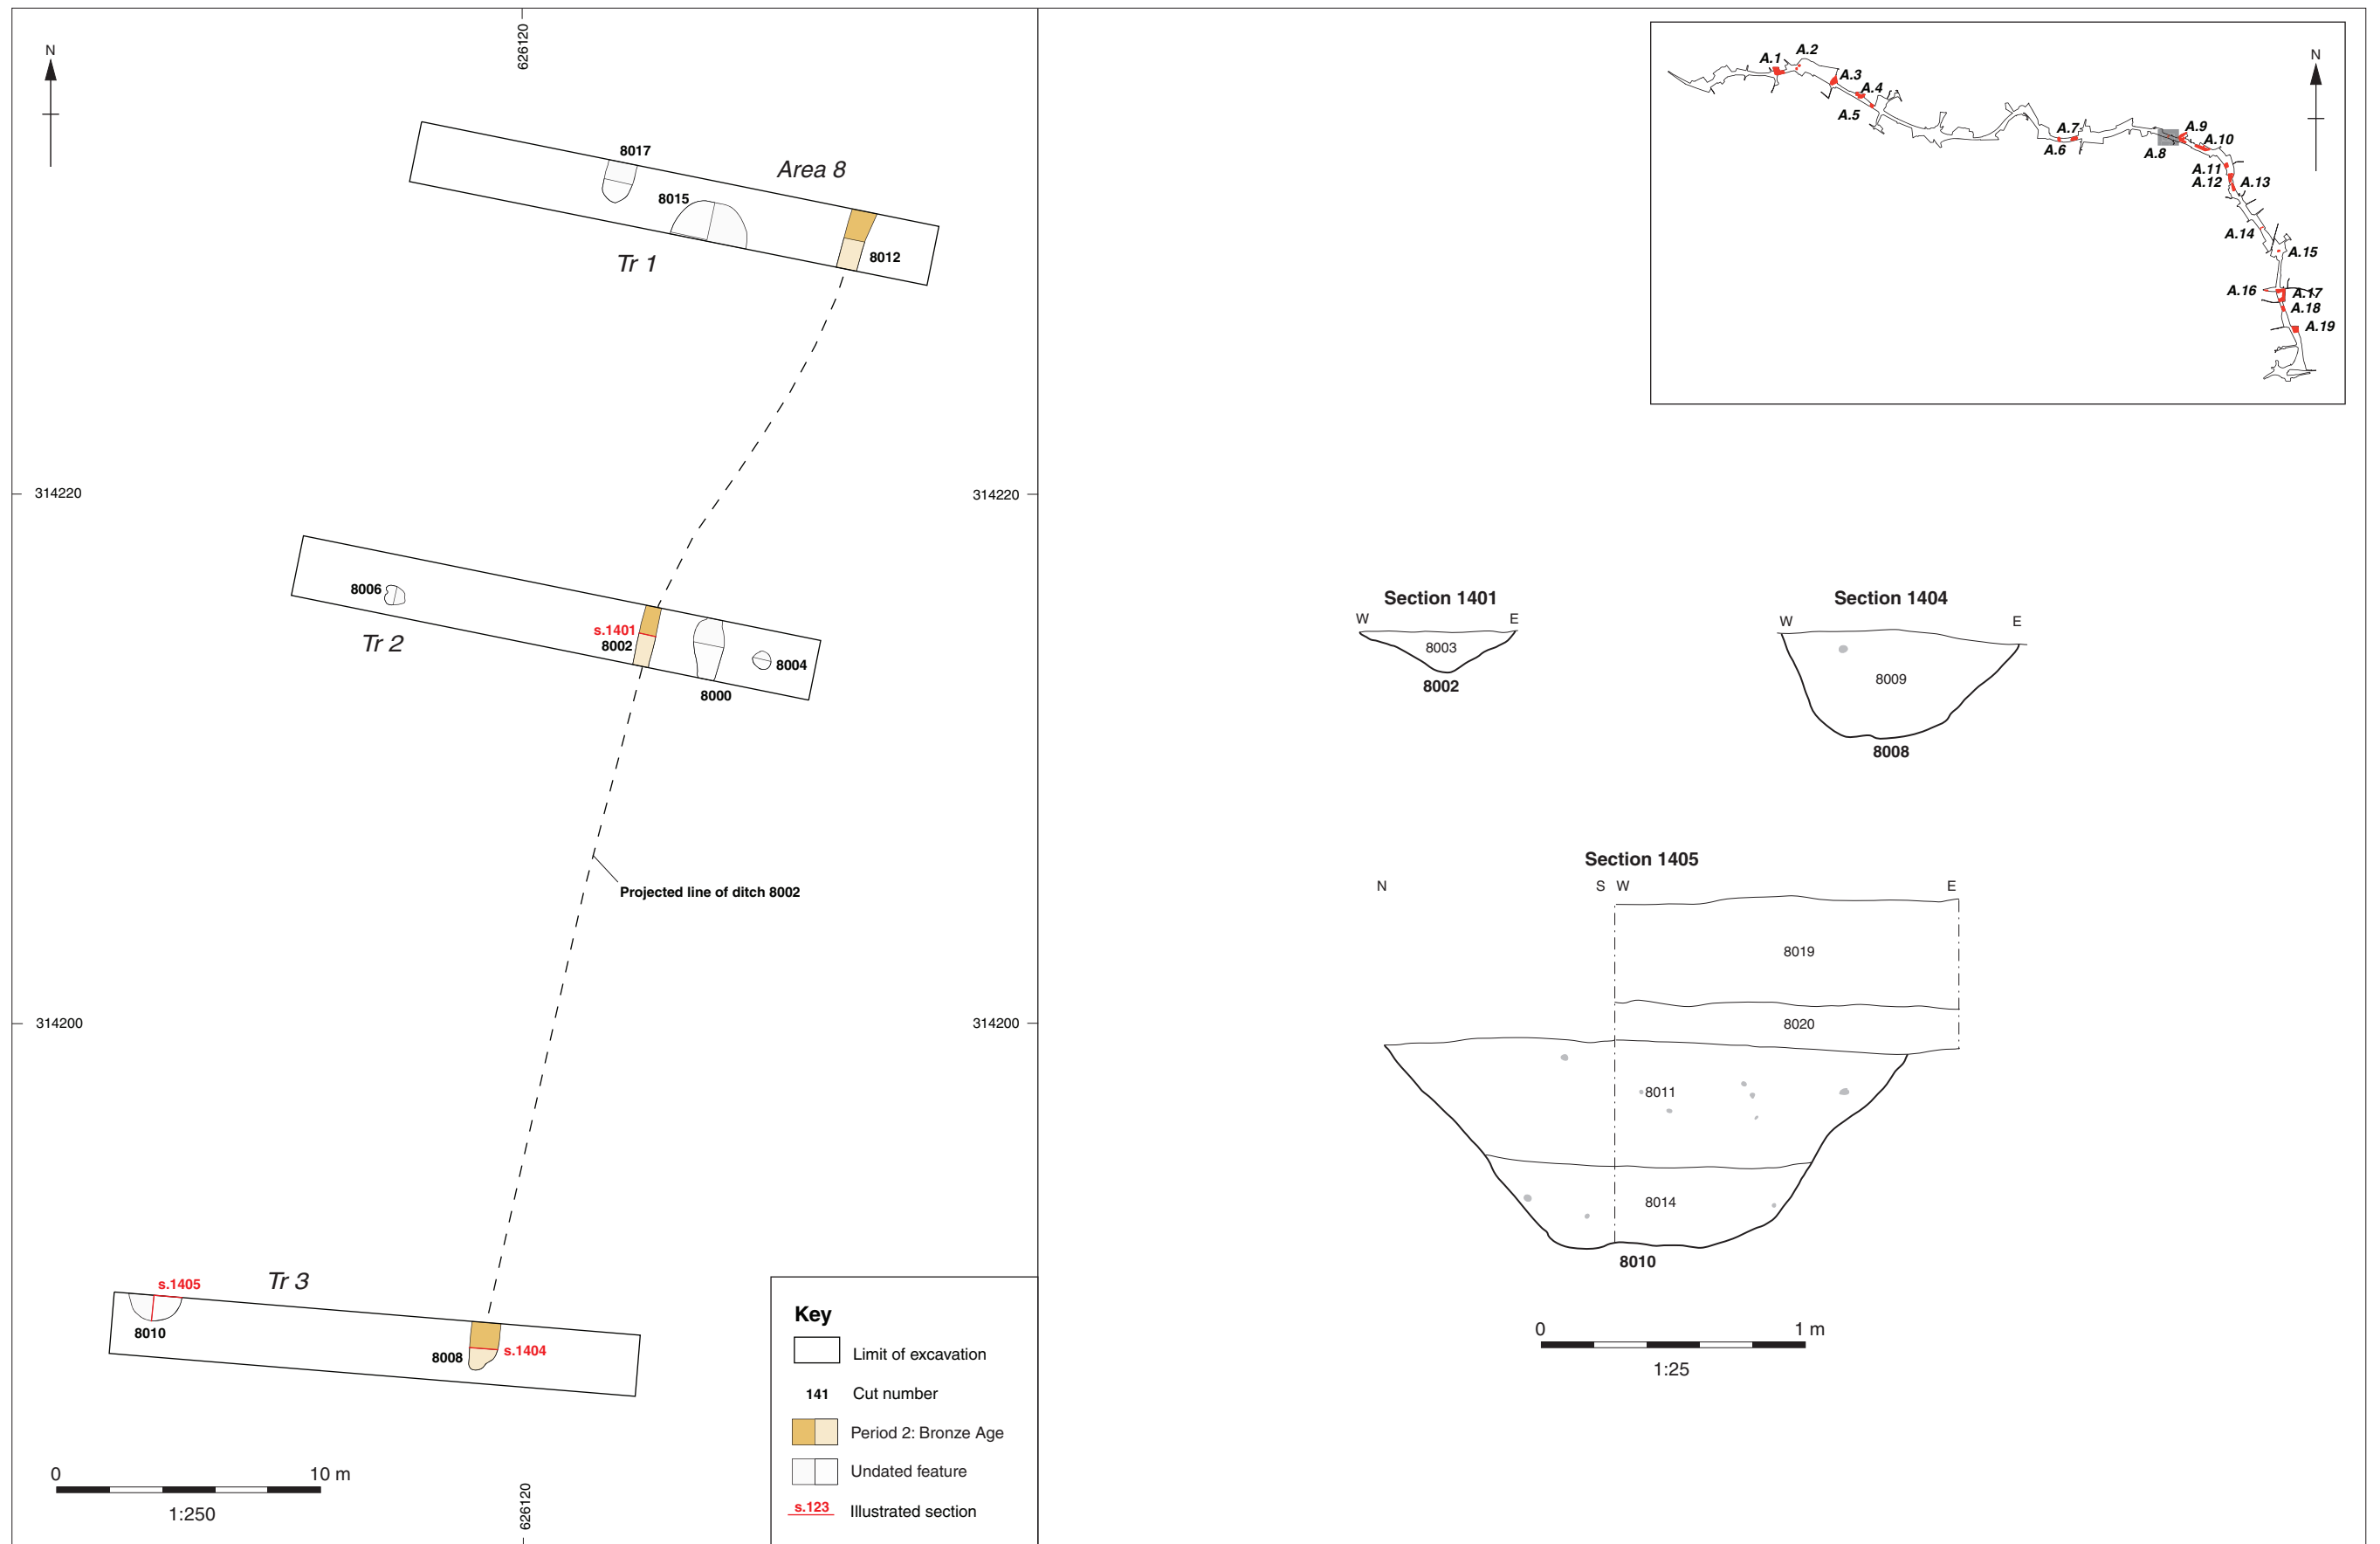 626120
N
8017
Area 8
8015
8012
Tr 1
314220
314220
8006
s.1401
8002
Tr 2
8004
8000
Projected line of ditch 8002
314200
314200
s.1405
Tr 3
8010
8008
s.1404
0
10 m
1:250
626120
Key
Limit of excavation
141
Cut number
Period 2: Bronze Age
Undated feature
s.123
Illustrated section
A.1
A.2
A.3
A.4
A.5
A.7
A.6
A.9
A.10
A.8
A.11
A.12
A.13
A.14
A.15
A.16
A.17
A.18
A.19
N
Section 1401
W
E
8003
8002
Section 1404
W
E
8009
8008
Section 1405
N
S
W
E
8019
8020
8011
8014
8010
0
1 m
1:25